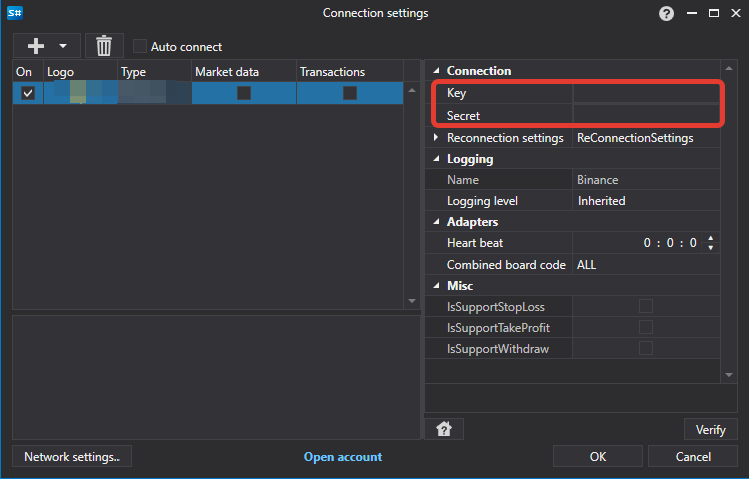 S#
Connection settings
?
Auto connect
On Logo Type Market data Transactions
Connection
Key
Secret
Reconnection settings ReConnectionSettings
Logging
Name Binance
Logging level Inherited
Adapters
Heart beat 0 : 0 : 0
Combined board code ALL
Misc
IsSupportStopLoss
IsSupportTakeProfit
IsSupportWithdraw
?
Verify
Network settings.. Open account OK Cancel